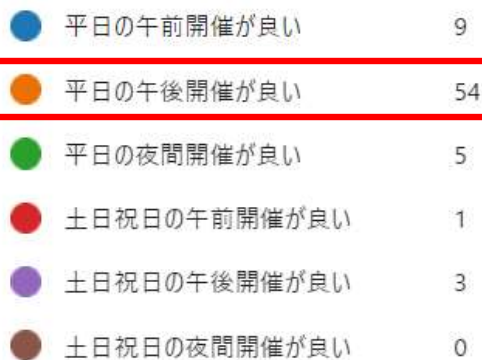 平日の午前開催が良い 9
平日の午後開催が良い 54
平日の夜間開催が良い 5
土日祝日の午前開催が良い 1
土日祝日の午後開催が良い 3
土日祝日の夜間開催が良い 0